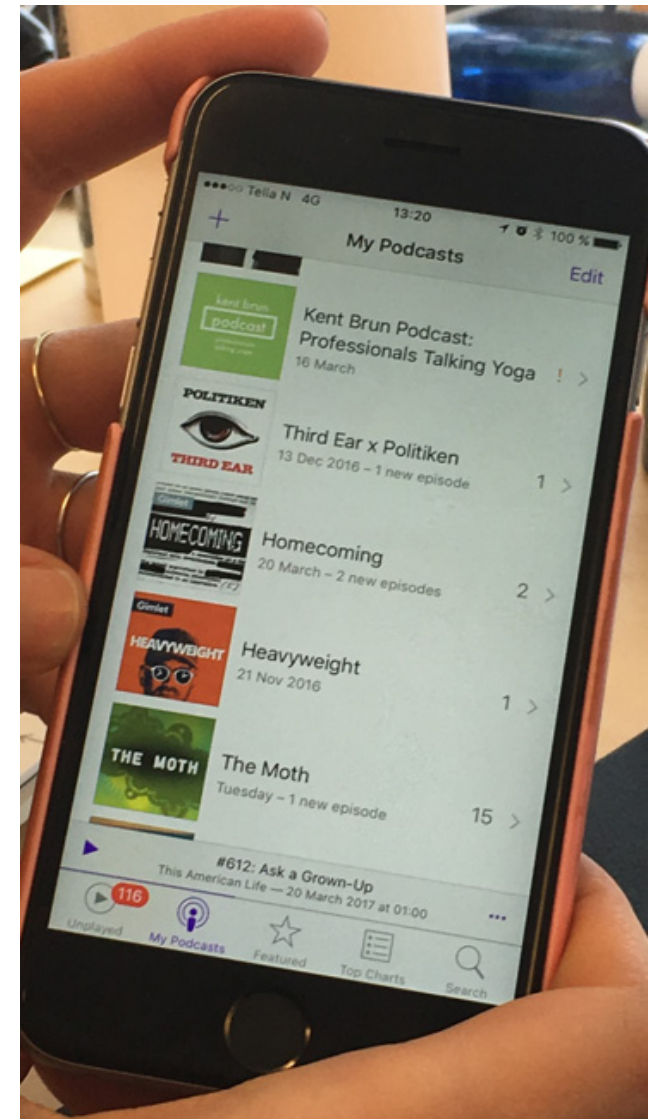 Telia N 4G 13:20 100 %
My Podcasts
Edit
kent brun
podcast
professionals
talking yoga
Kent Brun Podcast:
Professionals Talking Yoga
16 March
!
POLITIKEN
THIRD EAR
Third Ear x Politiken
13 Dec 2016 – 1 new episode
1
Gimlet
HOMECOMING
Homecoming
20 March – 2 new episodes
2
Gimlet
HEAVYWEIGHT
Heavyweight
21 Nov 2016
1
THE MOTH
The Moth
Tuesday – 1 new episode
15
#612: Ask a Grown-Up
This American Life — 20 March 2017 at 01:00
116
Unplayed
My Podcasts
Featured
Top Charts
Search